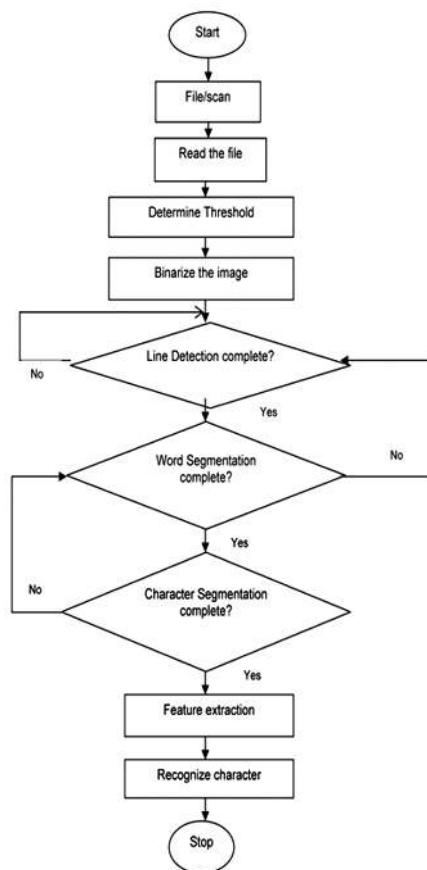 Start
File/scan
Read the file
Determine Threshold
Binarize the image
Line Detection complete?
No
Yes
Word Segmentation
complete?
No
Yes
Character Segmentation
complete?
No
Yes
Feature extraction
Recognize character
Stop